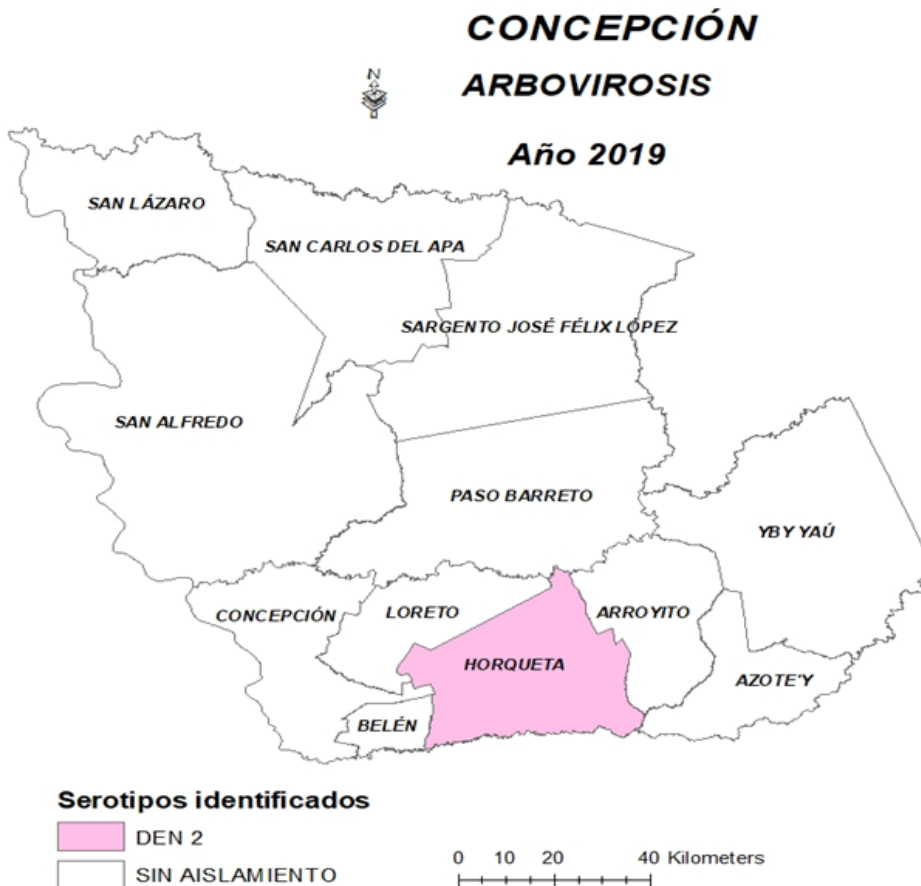 CONCEPCIÓN
ARBOVIROSIS
Año 2019
N
SAN LÁZARO
SAN CARLOS DEL APA
SARGENTO JOSÉ FÉLIX LÓPEZ
SAN ALFREDO
PASO BARRETO
YBY YAÚ
CONCEPCIÓN
LORETO
ARROYITO
HORQUETA
AZOTE'Y
BELÉN
Serotipos identificados
DEN 2
SIN AISLAMIENTO
0 10 20 40 Kilometers